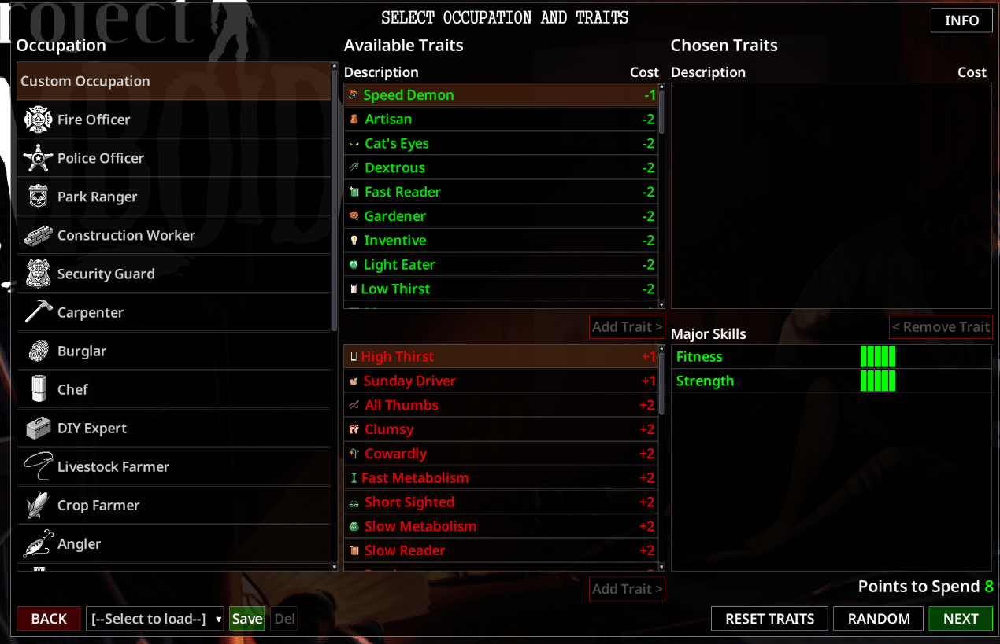 SELECT OCCUPATION AND TRAITS
INFO
Occupation
Custom Occupation
Fire Officer
Police Officer
Park Ranger
Construction Worker
Security Guard
Carpenter
Burglar
Chef
DIY Expert
Livestock Farmer
Crop Farmer
Angler
Available Traits
Description Cost
Speed Demon -1
Artisan -2
Cat's Eyes -2
Dextrous -2
Fast Reader -2
Gardener -2
Inventive -2
Light Eater -2
Low Thirst -2
Add Trait >
High Thirst +1
Sunday Driver +1
All Thumbs +2
Clumsy +2
Cowardly +2
Fast Metabolism +2
Short Sighted +2
Slow Metabolism +2
Slow Reader +2
Add Trait >
Chosen Traits
Description Cost
< Remove Trait
Major Skills
Fitness
Strength
Points to Spend 8
BACK
[--Select to load--]
Save
Del
RESET TRAITS
RANDOM
NEXT